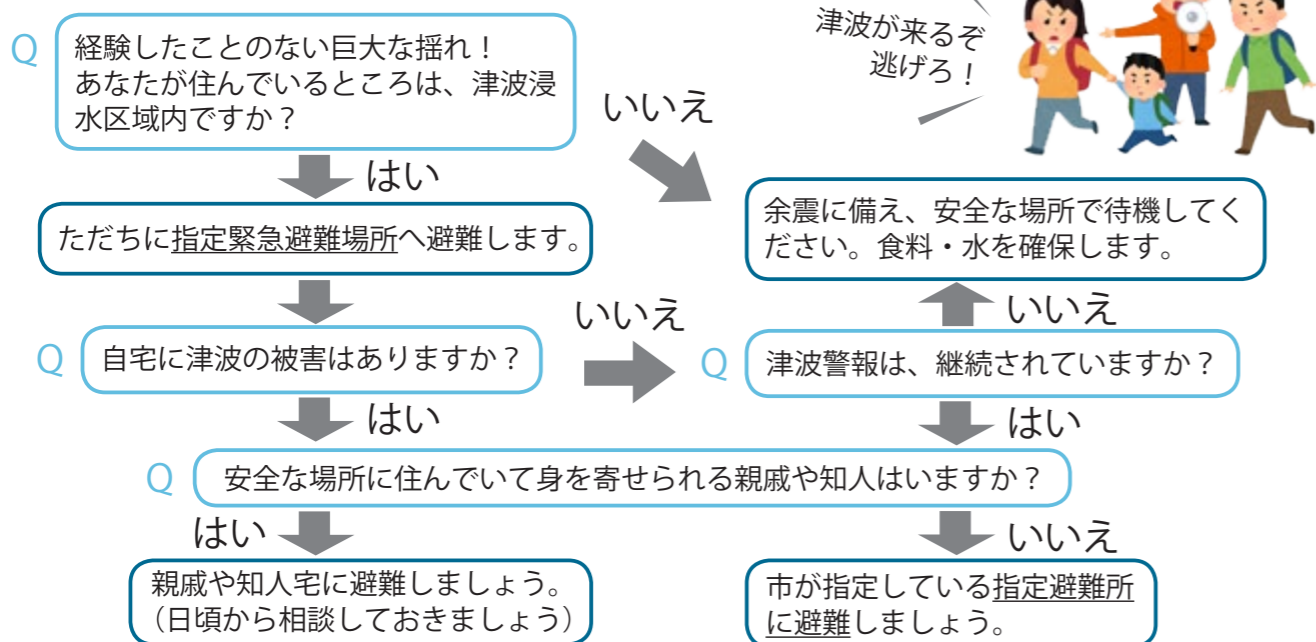 Q
経験したことのない巨大な揺れ！
あなたが住んでいるところは、津波浸
水区域内ですか？
津波が来るぞ
逃げろ！
いいえ
はい
ただちに指定緊急避難場所へ避難します。
余震に備え、安全な場所で待機してく
ださい。食料・水を確保します。
いいえ
いいえ
Q
自宅に津波の被害はありますか？
Q
津波警報は、継続されていますか？
はい
はい
Q
安全な場所に住んでいて身を寄せられる親戚や知人はいますか？
はい
いいえ
親戚や知人宅に避難しましょう。
（日頃から相談しておきましょう）
市が指定している指定避難所
に避難しましょう。